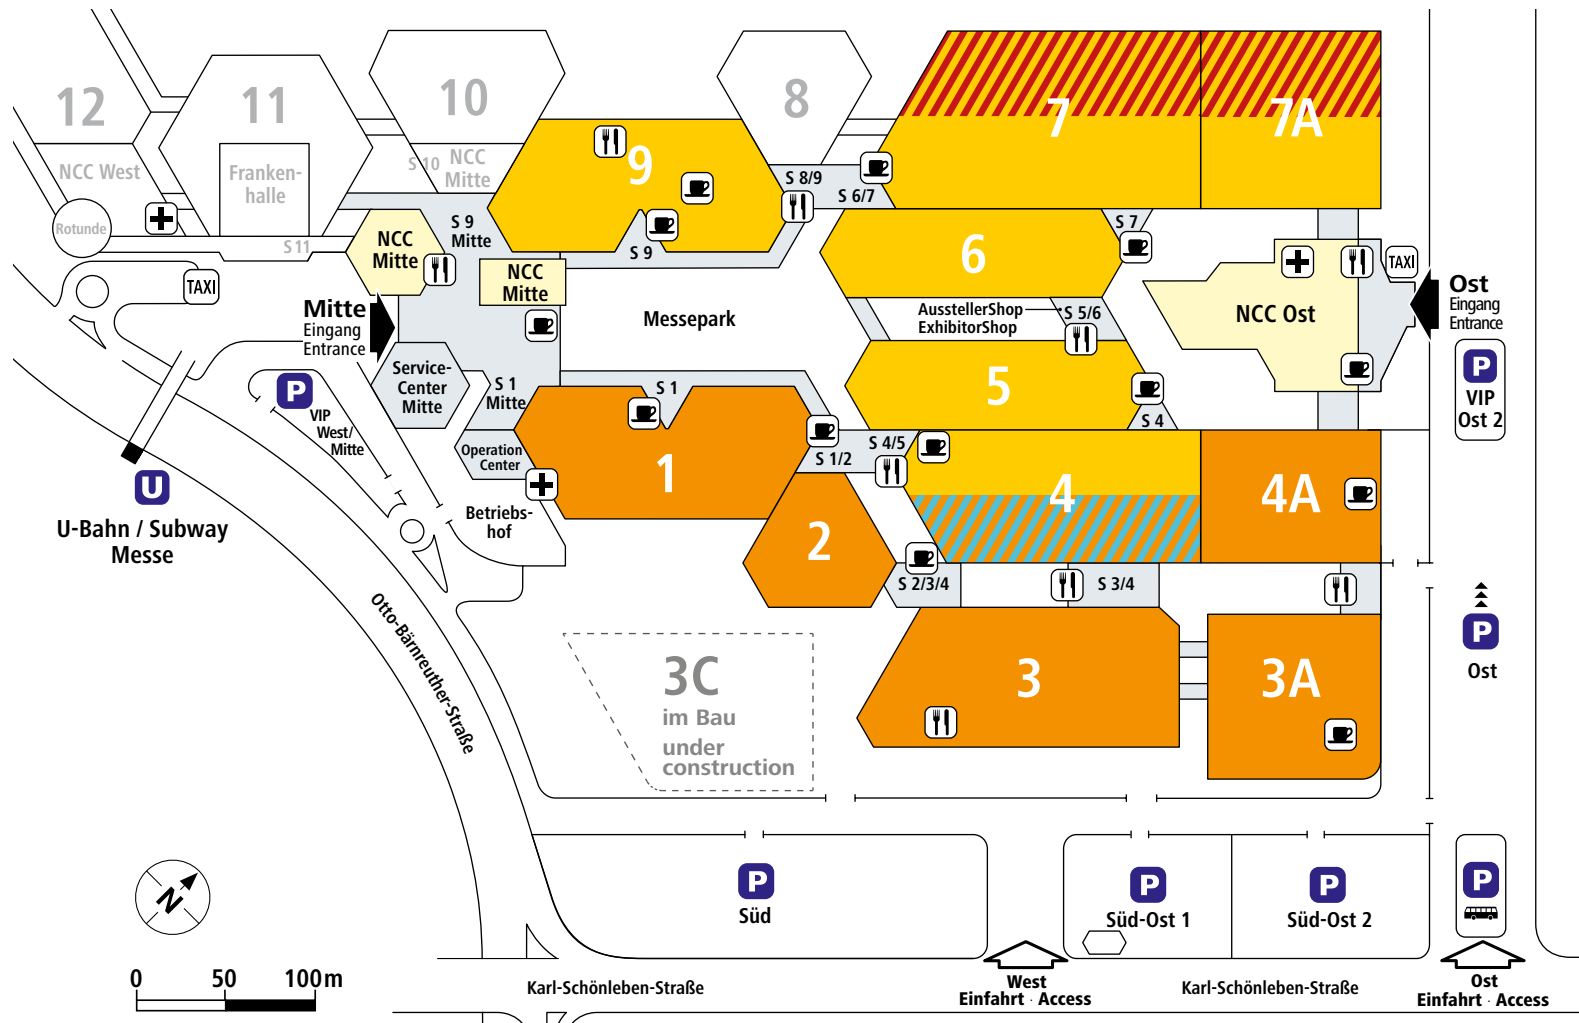 12
11
10
8
7
7A
NCC West
Franken-
halle
S 10
NCC
Mitte
9
S 8/9
S 6/7
Rotunde
S 11
NCC
Mitte
S 9
Mitte
S 9
S 7
6
TAXI
NCC
Mitte
TAXI
Mitte
Eingang
Entrance
Messepark
AusstellerShop
ExhibitorShop
S 5/6
NCC Ost
Ost
Eingang
Entrance
P
VIP
Ost 2
Service-
Center
Mitte
S 1
Mitte
S 1
5
P
VIP
West/
Mitte
S 4
Operation
Center
1
S 1/2
S 4/5
4
4A
U
U-Bahn / Subway
Messe
Betriebs-
hof
2
S 2/3/4
S 3/4
Otto-Bärnreuther-Straße
3C
im Bau
under
construction
3
3A
P
Ost
N
P
Süd
P
Süd-Ost 1
P
Süd-Ost 2
P
0 50 100m
Karl-Schönleben-Straße
West
Einfahrt · Access
Karl-Schönleben-Straße
Ost
Einfahrt · Access